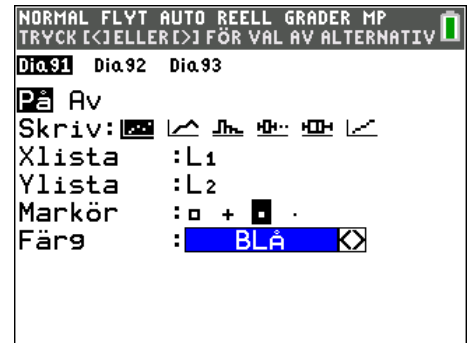 NORMAL FLYT AUTO REELL GRADER MP
TRYCK [<]ELLER[>] FÖR VAL AV ALTERNATIV
Dia91 Dia92 Dia93
På Av
Skriv:
Xlista :L1
Ylista :L2
Markör : ▫ + ▪ ·
Färg : BLÅ <>